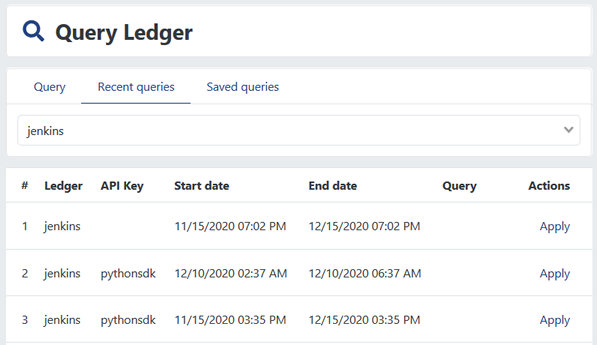 Query Ledger
Query Recent queries Saved queries
jenkins
# Ledger API Key Start date End date Query Actions
1 jenkins 11/15/2020 07:02 PM 12/15/2020 07:02 PM Apply
2 jenkins pythonsdk 12/10/2020 02:37 AM 12/10/2020 06:37 AM Apply
3 jenkins pythonsdk 11/15/2020 03:35 PM 12/15/2020 03:35 PM Apply